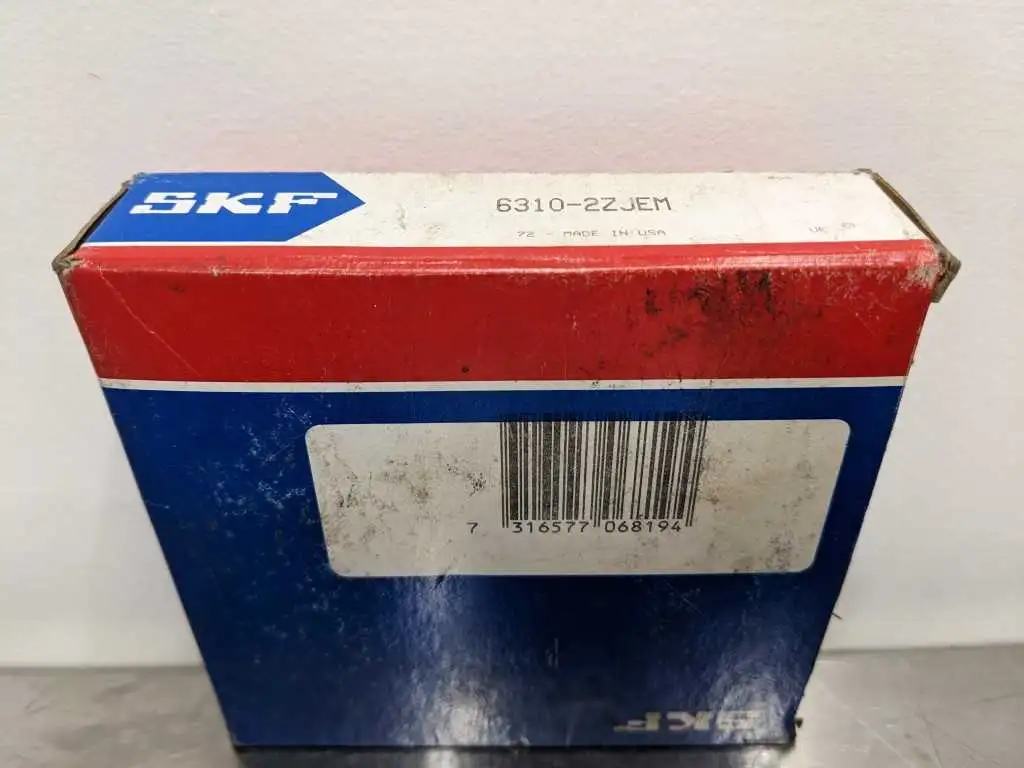 SKF
6310-2ZJEM
72 - MADE IN USA
7 316577 068194
SKF